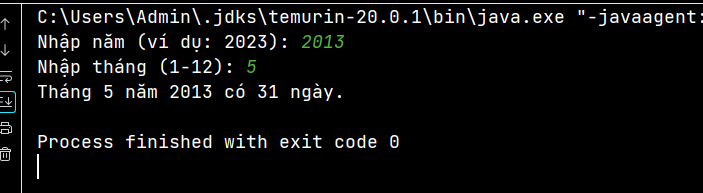 C:\Users\Admin\.jdks\temurin-20.0.1\bin\java.exe "-javaagent:
Nhập năm (ví dụ: 2023): 2013
Nhập tháng (1-12): 5
Tháng 5 năm 2013 có 31 ngày.
Process finished with exit code 0